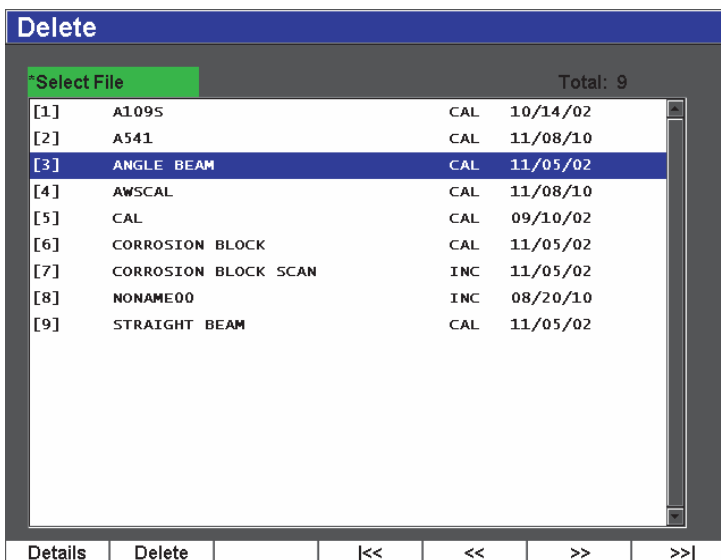 Delete
*Select File Total: 9
[1] A109S CAL 10/14/02
[2] A541 CAL 11/08/10
[3] ANGLE BEAM CAL 11/05/02
[4] AWSCAL CAL 11/08/10
[5] CAL CAL 09/10/02
[6] CORROSION BLOCK CAL 11/05/02
[7] CORROSION BLOCK SCAN INC 11/05/02
[8] NONAME00 INC 08/20/10
[9] STRAIGHT BEAM CAL 11/05/02
Details Delete |<< << >> >>|